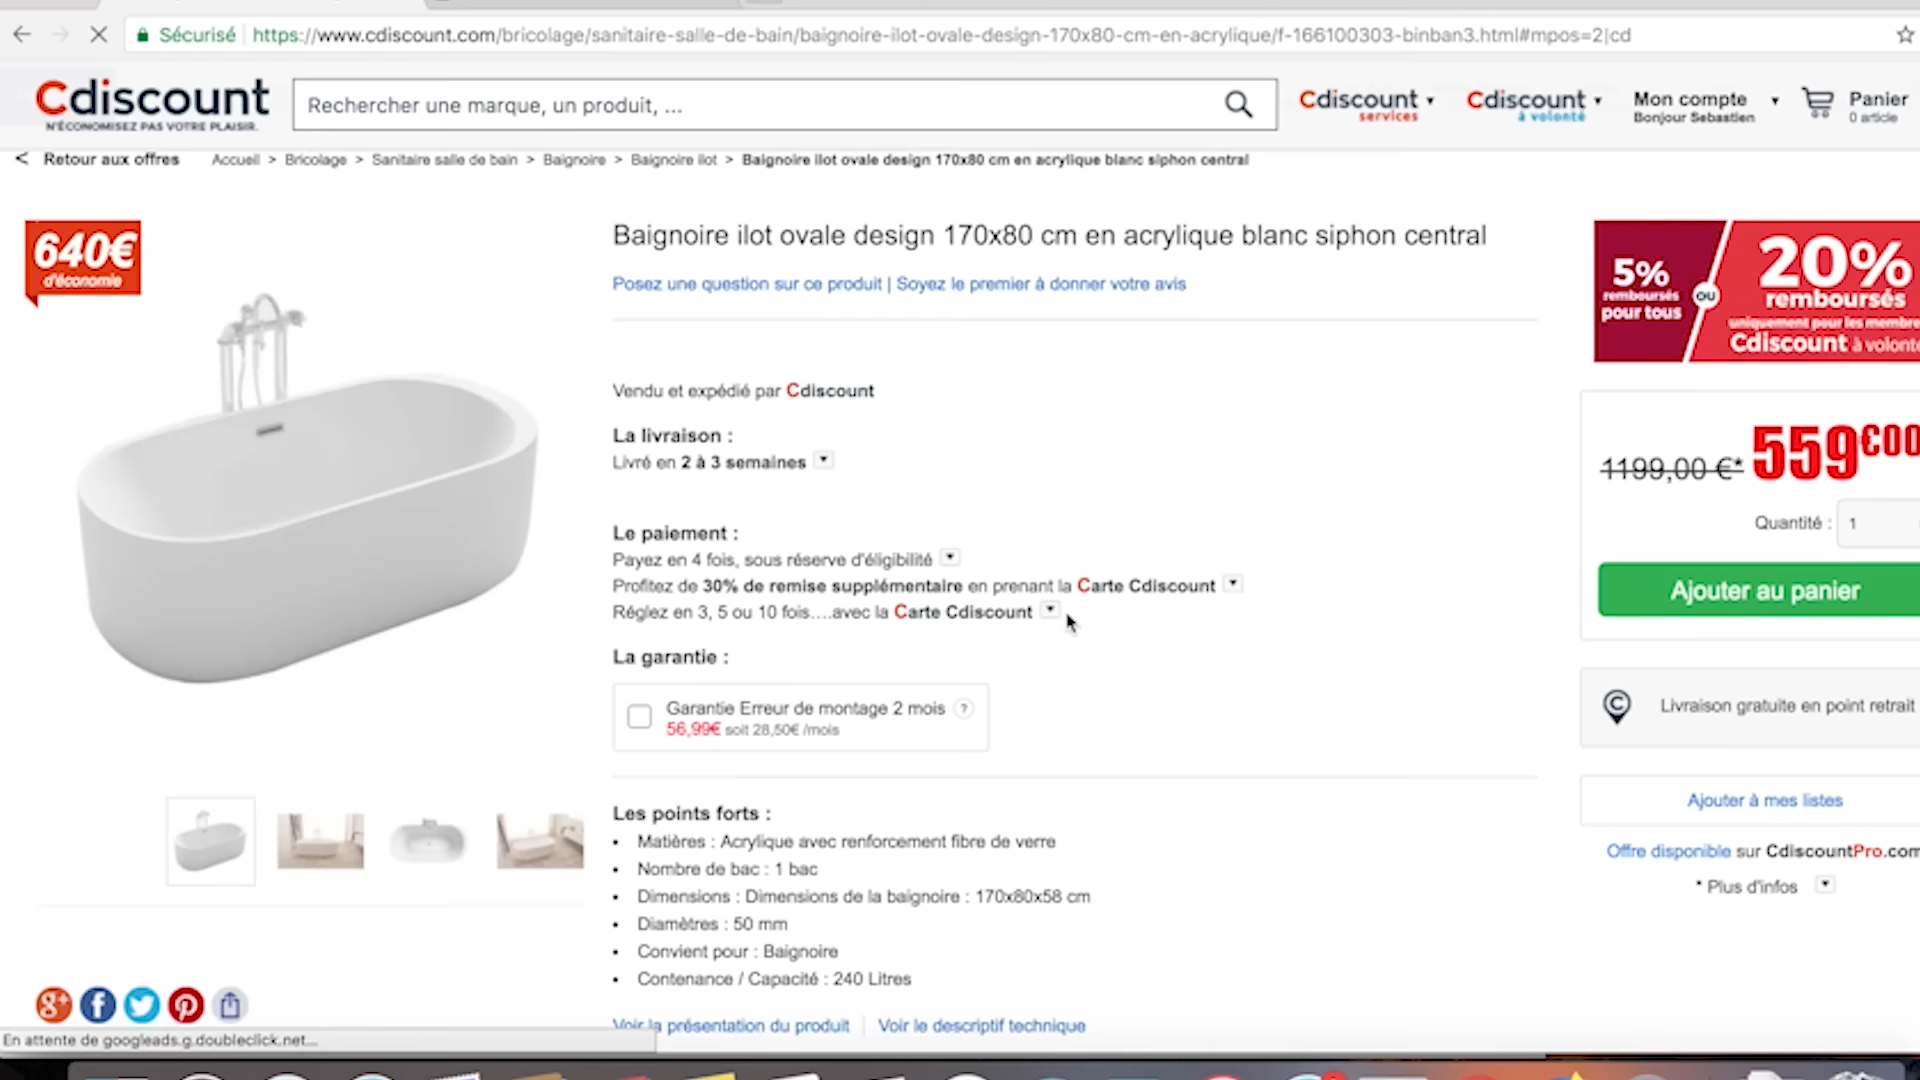 Sécurisé https://www.cdiscount.com/bricolage/sanitaire-salle-de-bain/baignoire-ilot-ovale-design-170x80-cm-en-acrylique/f-166100303-binban3.html#mpos=2|cd
Cdiscount
N'ÉCONOMISEZ PAS VOTRE PLAISIR.
Rechercher une marque, un produit, ...
Cdiscount
services
Cdiscount
à volonté
Mon compte
Bonjour Sebastien
Panier
0 article
< Retour aux offres
Accueil > Bricolage > Sanitaire salle de bain > Baignoire > Baignoire ilot > Baignoire ilot ovale design 170x80 cm en acrylique blanc siphon central
640€
d'économie
Baignoire ilot ovale design 170x80 cm en acrylique blanc siphon central
Posez une question sur ce produit | Soyez le premier à donner votre avis
Vendu et expédié par Cdiscount
La livraison :
Livré en 2 à 3 semaines
Le paiement :
Payez en 4 fois, sous réserve d'éligibilité
Profitez de 30% de remise supplémentaire en prenant la Carte Cdiscount
Réglez en 3, 5 ou 10 fois....avec la Carte Cdiscount
La garantie :
Garantie Erreur de montage 2 mois ?
56,99€ soit 28,50€ /mois
Les points forts :
• Matières : Acrylique avec renforcement fibre de verre
• Nombre de bac : 1 bac
• Dimensions : Dimensions de la baignoire : 170x80x58 cm
• Diamètres : 50 mm
• Convient pour : Baignoire
• Contenance / Capacité : 240 Litres
Voir la présentation du produit
Voir le descriptif technique
5%
remboursés
pour tous
ou
20%
remboursés
uniquement pour les membre
Cdiscount à volonté
1199,00 €*
559€00
Quantité : 1
Ajouter au panier
Livraison gratuite en point retrait
Ajouter à mes listes
Offre disponible sur CdiscountPro.com
* Plus d'infos
En attente de googleads.g.doubleclick.net...